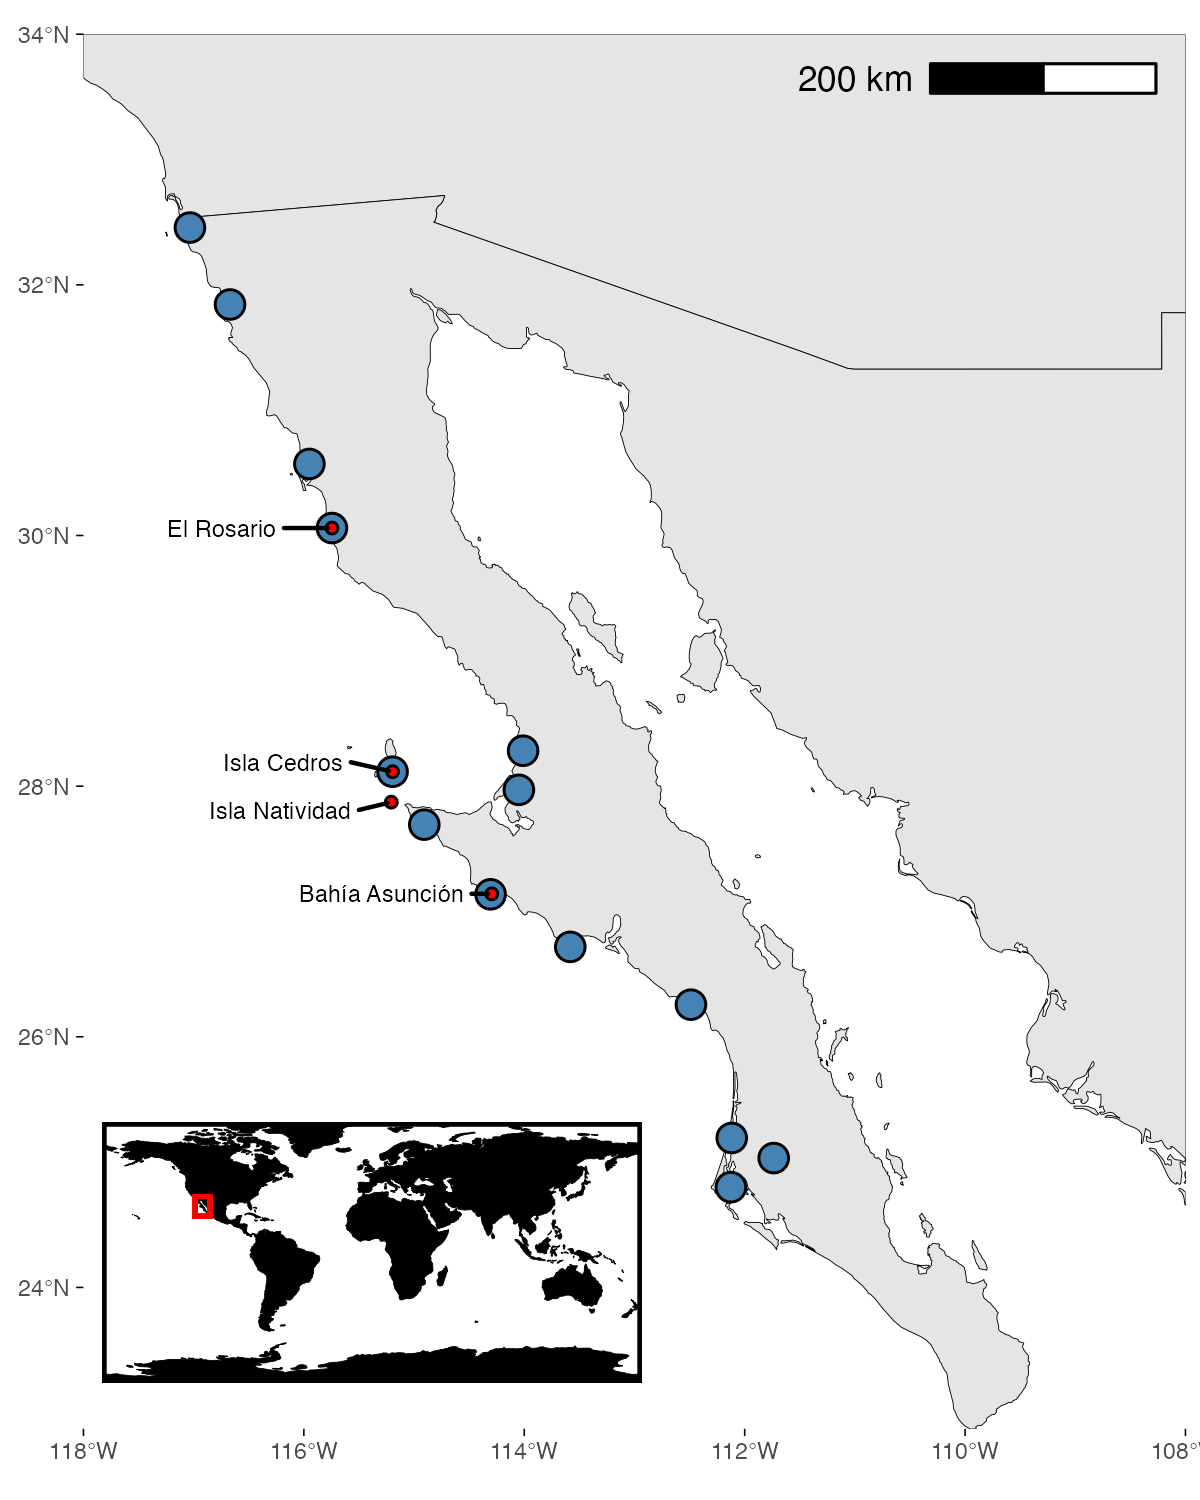 34°N
200 km
32°N
El Rosario
30°N
Isla Cedros
28°N
Isla Natividad
Bahía Asunción
26°N
24°N
118°W 116°W 114°W 112°W 110°W 108°